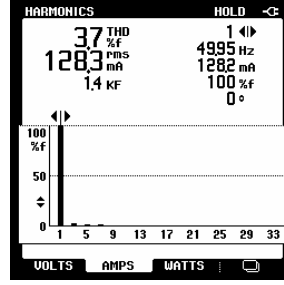 HARMONICS HOLD
3,7 THD %f 1
128,3 rms mA 49,95 Hz
1,4 KF 128,2 mA
100 %f
0°
100
%f
50
0
1 5 9 13 17 21 25 29 33
VOLTS AMPS WATTS